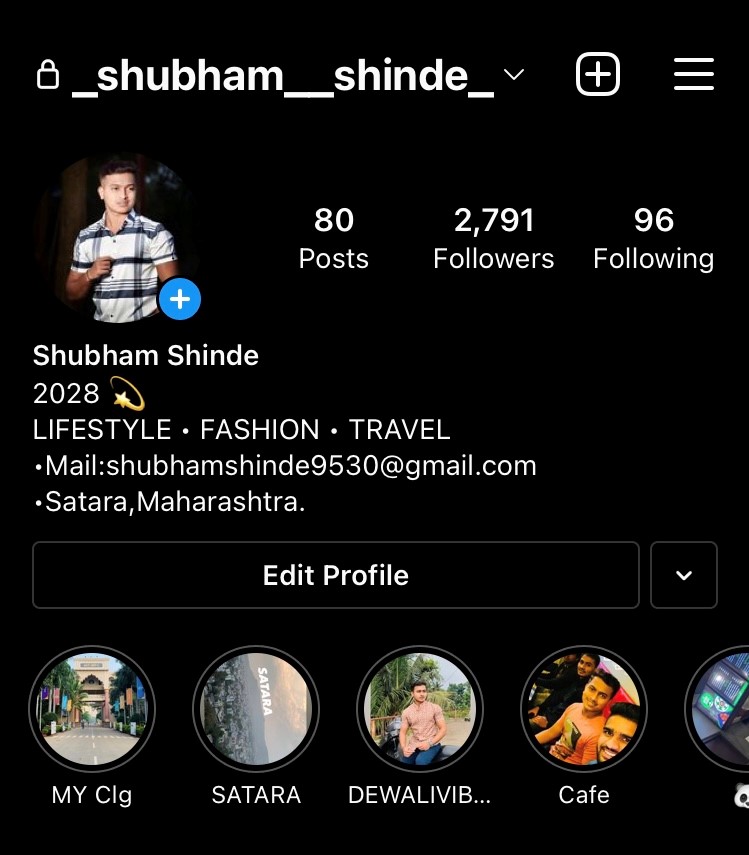 _shubham__shinde_
80 2,791 96
Posts Followers Following
Shubham Shinde
2028 💫
LIFESTYLE • FASHION • TRAVEL
•Mail:shubhamshinde9530@gmail.com
•Satara,Maharashtra.
Edit Profile
SATARA
MY Clg SATARA DEWALIVIB... Cafe 🐼